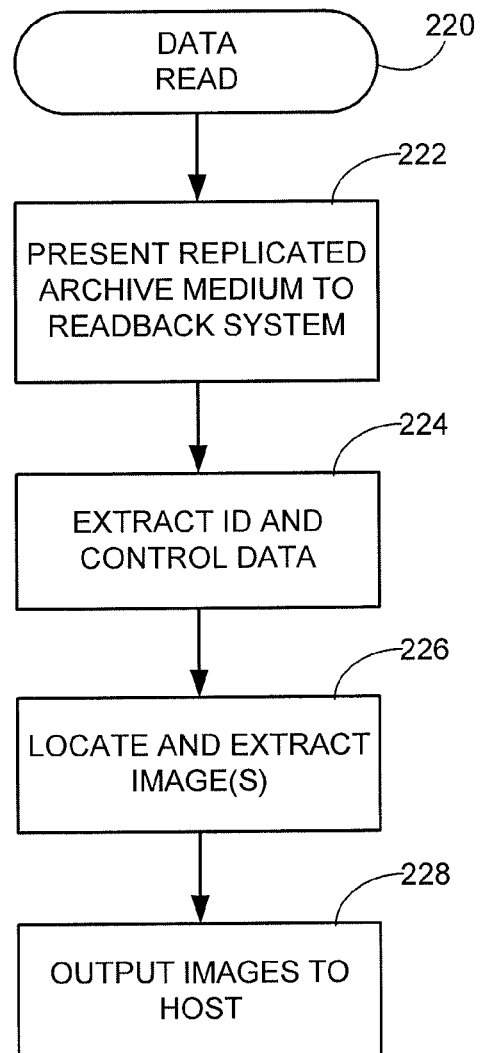 DATA
READ
220
222
PRESENT REPLICATED
ARCHIVE MEDIUM TO
READBACK SYSTEM
224
EXTRACT ID AND
CONTROL DATA
226
LOCATE AND EXTRACT
IMAGE(S)
228
OUTPUT IMAGES TO
HOST